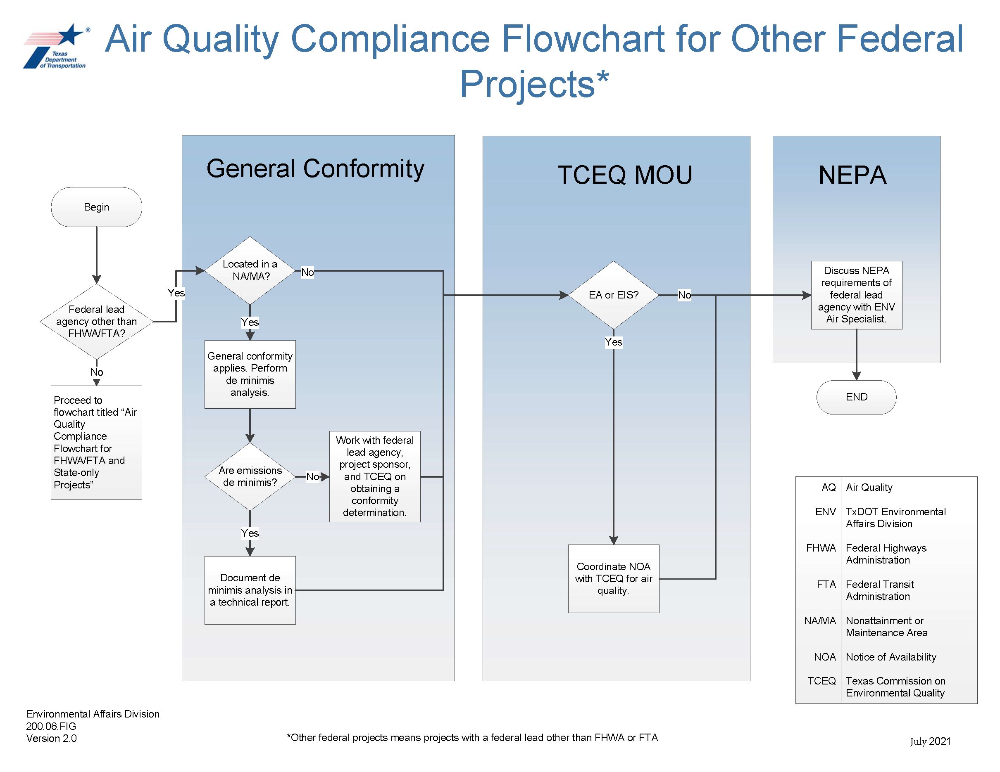 Texas
Department
of Transportation
®
Air Quality Compliance Flowchart for Other Federal
Projects*
General Conformity
TCEQ MOU
NEPA
Begin
Federal lead
agency other than
FHWA/FTA?
Yes
No
Proceed to
flowchart titled “Air
Quality
Compliance
Flowchart for
FHWA/FTA and
State-only
Projects”
Located in a
NA/MA?
No
Yes
General conformity
applies. Perform
de minimis
analysis.
Are emissions
de minimis?
No
Work with federal
lead agency,
project sponsor,
and TCEQ on
obtaining a
conformity
determination.
Yes
Document de
minimis analysis in
a technical report.
EA or EIS?
No
Yes
Coordinate NOA
with TCEQ for air
quality.
Discuss NEPA
requirements of
federal lead
agency with ENV
Air Specialist.
END
AQ Air Quality
ENV TxDOT Environmental
Affairs Division
FHWA Federal Highways
Administration
FTA Federal Transit
Administration
NA/MA Nonattainment or
Maintenance Area
NOA Notice of Availability
TCEQ Texas Commission on
Environmental Quality
Environmental Affairs Division
200.06.FIG
Version 2.0
*Other federal projects means projects with a federal lead other than FHWA or FTA
July 2021